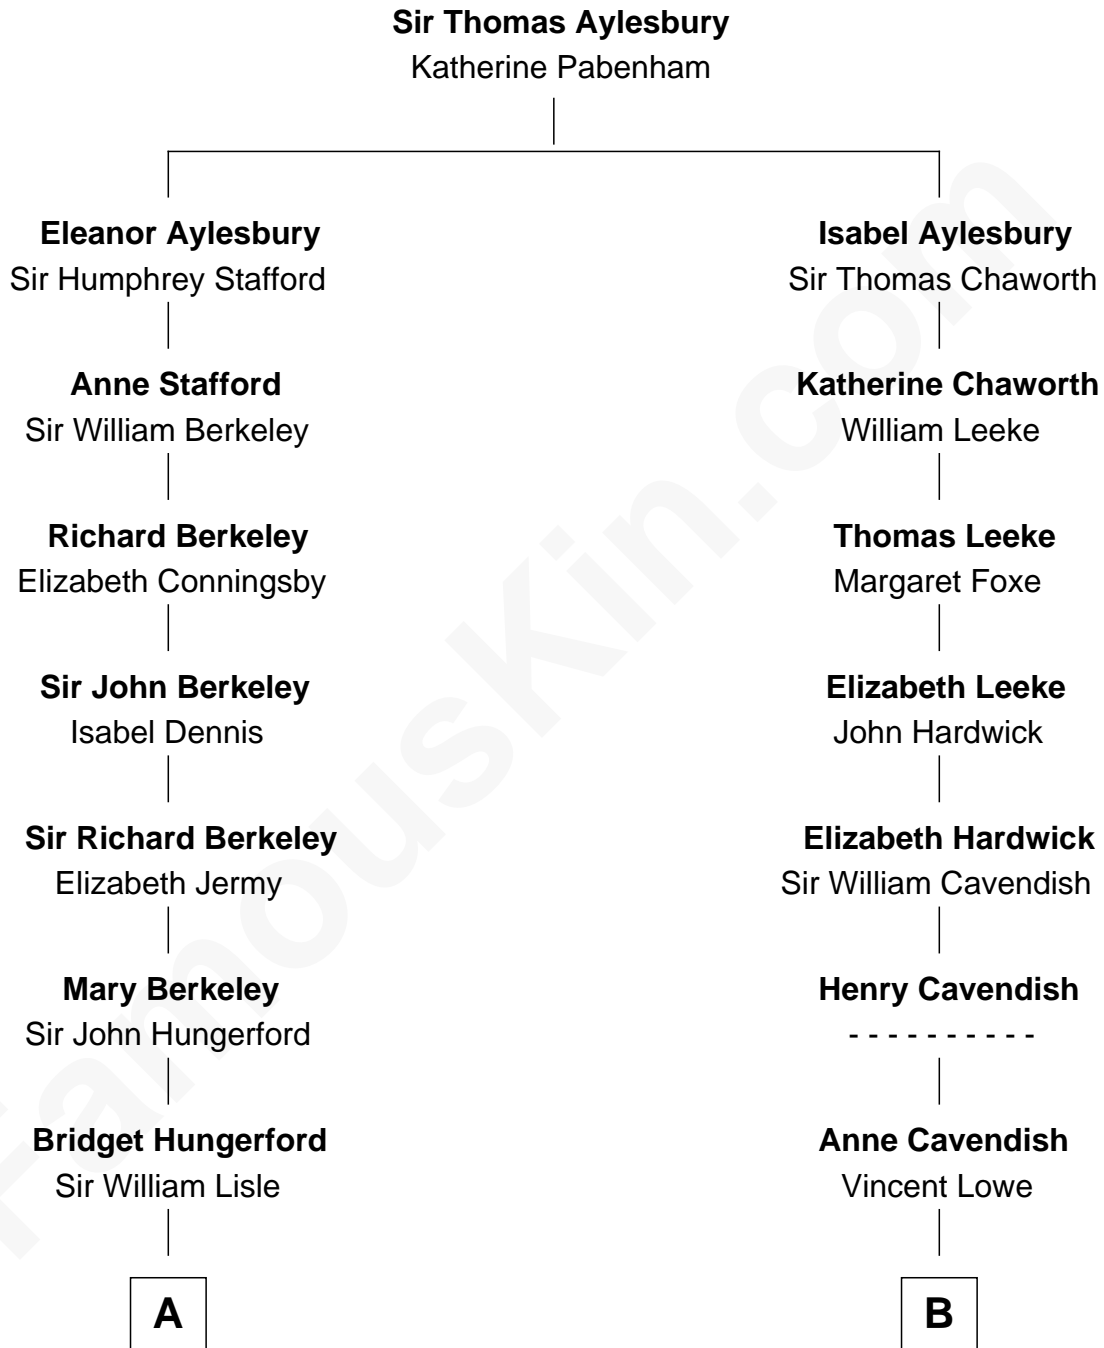 Sir Thomas Aylesbury
Katherine Pabenham
Eleanor Aylesbury
Sir Humphrey Stafford
Anne Stafford
Sir William Berkeley
Richard Berkeley
Elizabeth Conningsby
Sir John Berkeley
Isabel Dennis
Sir Richard Berkeley
Elizabeth Jermy
Mary Berkeley
Sir John Hungerford
Bridget Hungerford
Sir William Lisle
A
Isabel Aylesbury
Sir Thomas Chaworth
Katherine Chaworth
William Leeke
Thomas Leeke
Margaret Foxe
Elizabeth Leeke
John Hardwick
Elizabeth Hardwick
Sir William Cavendish
Henry Cavendish
- - - - - - - - - -
Anne Cavendish
Vincent Lowe
B
FamousKin.com